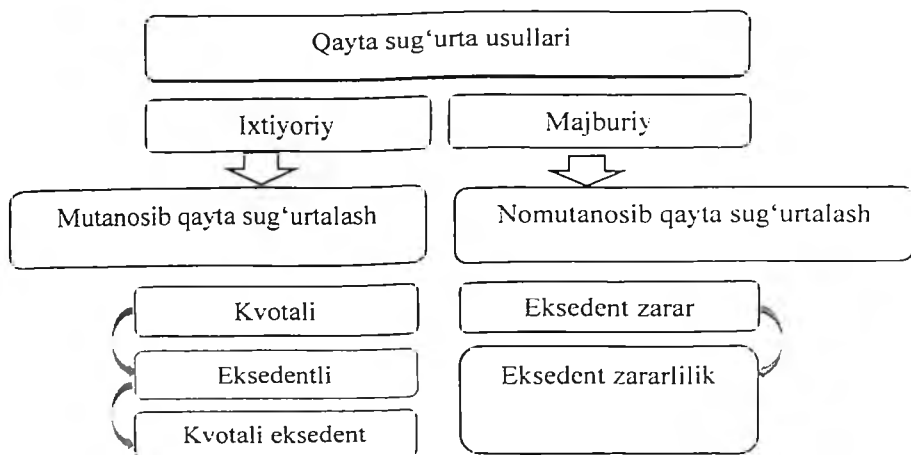 Qayta sug‘urta usullari
Ixtiyoriy
Majburiy
Mutanosib qayta sug‘urtalash
Nomutanosib qayta sug‘urtalash
Kvotali
Eksedent zarar
Eksedentli
Eksedent zararlilik
Kvotali eksedent